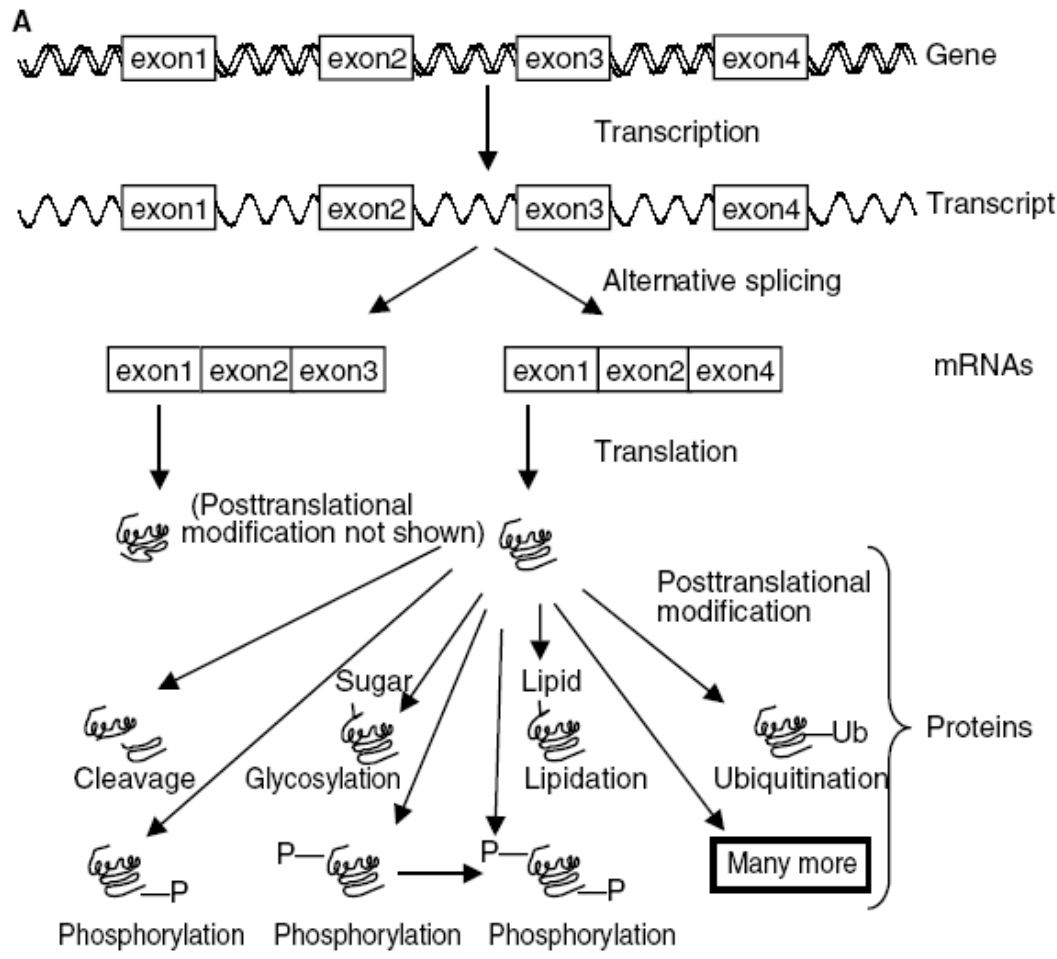 A
exon1 exon2 exon3 exon4 Gene
Transcription
exon1 exon2 exon3 exon4 Transcript
Alternative splicing
exon1 exon2 exon3 exon1 exon2 exon4 mRNAs
Translation
(Posttranslational
modification not shown)
Posttranslational
modification
Sugar Lipid
Ub Proteins
Cleavage Glycosylation Lipidation Ubiquitination
P P Many more
P P
Phosphorylation Phosphorylation Phosphorylation